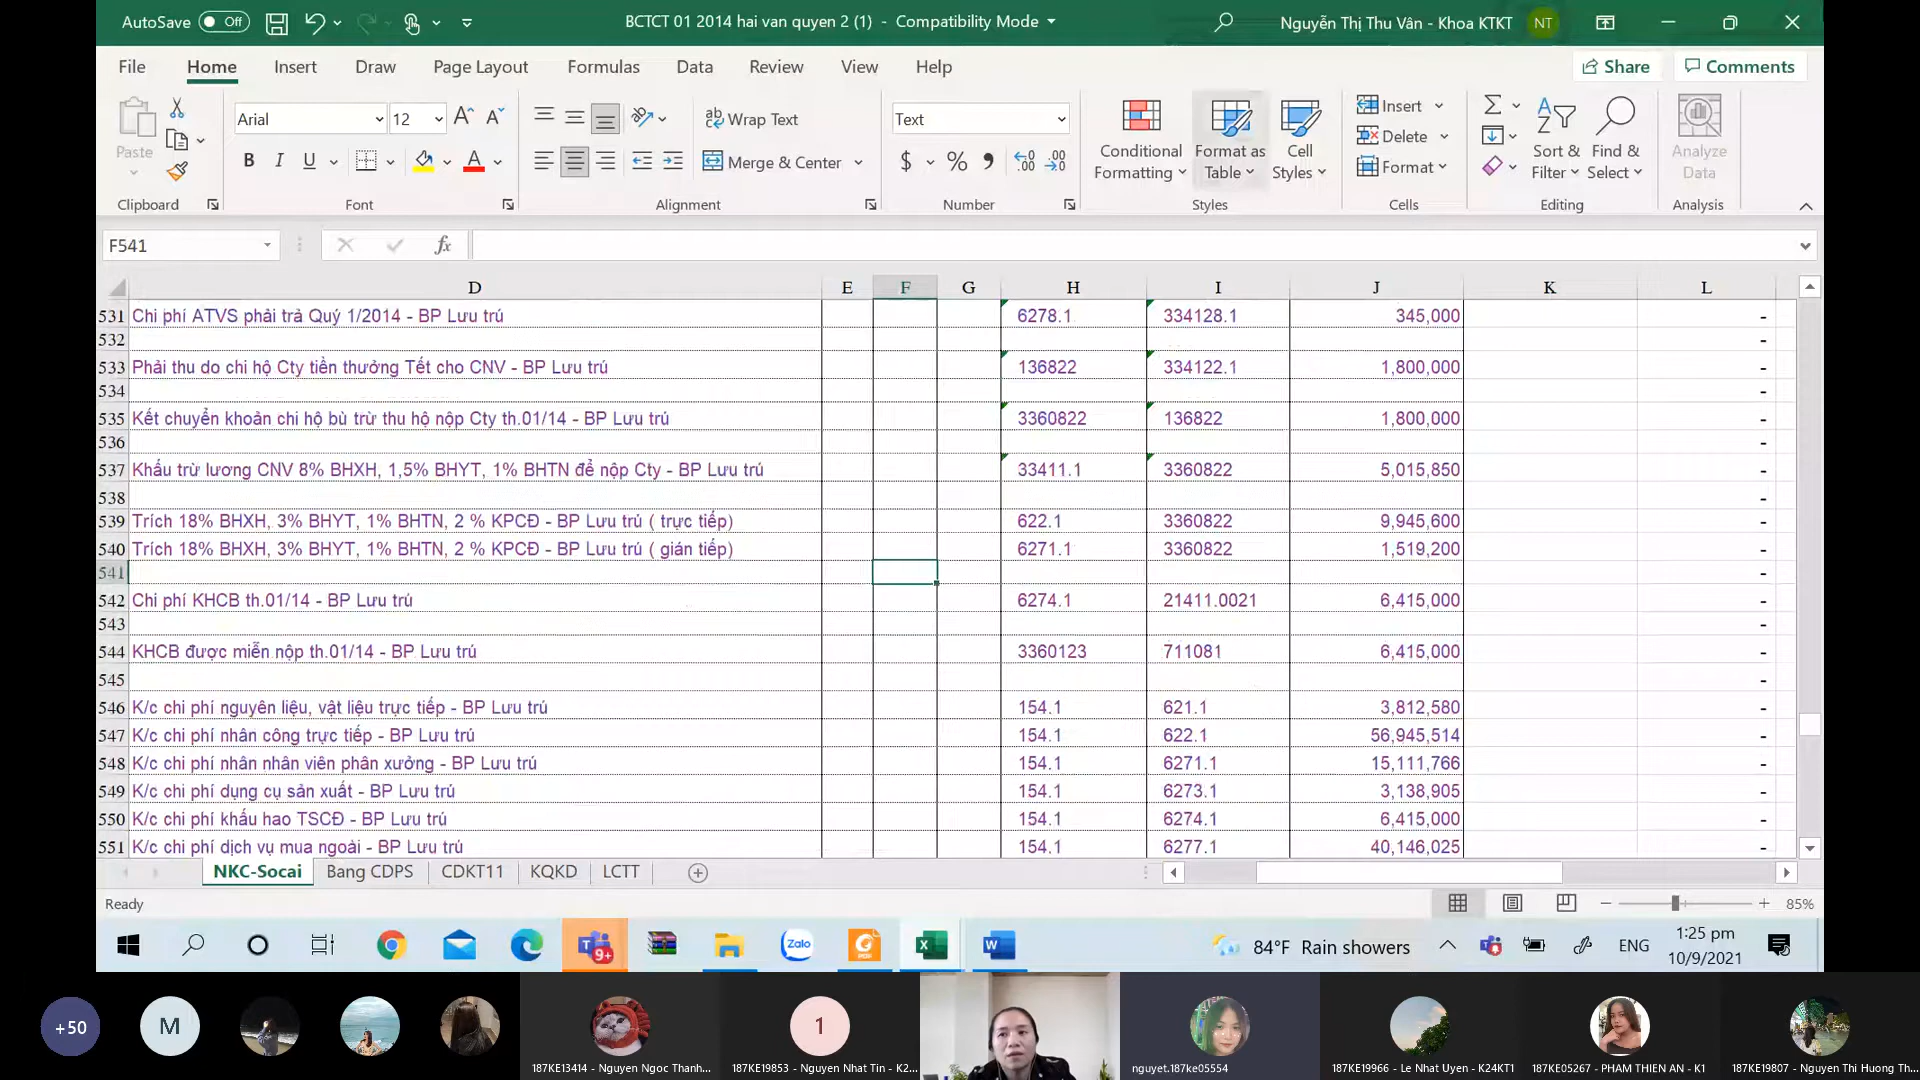 AutoSave Off
BCTCT 01 2014 hai van quyen 2 (1) - Compatibility Mode
Nguyễn Thị Thu Vân - Khoa KTKT NT
File Home Insert Draw Page Layout Formulas Data Review View Help
Share Comments
Paste
Clipboard
Arial 12
B I U
Font
Wrap Text
Merge & Center
Alignment
Text
$ % 9
Number
Conditional Formatting
Format as Table
Cell Styles
Styles
Insert
Delete
Format
Cells
Sort & Filter
Find & Select
Editing
Analyze Data
Analysis
F541 fx
D E F G H I J K L
531 Chi phí ATVS phải trả Quý 1/2014 - BP Lưu trú 6278.1 334128.1 345,000 -
532 -
533 Phải thu do chi hộ Cty tiền thưởng Tết cho CNV - BP Lưu trú 136822 334122.1 1,800,000 -
534 -
535 Kết chuyển khoản chi hộ bù trừ thu hộ nộp Cty th.01/14 - BP Lưu trú 3360822 136822 1,800,000 -
536 -
537 Khấu trừ lương CNV 8% BHXH, 1,5% BHYT, 1% BHTN để nộp Cty - BP Lưu trú 33411.1 3360822 5,015,850 -
538 -
539 Trích 18% BHXH, 3% BHYT, 1% BHTN, 2 % KPCĐ - BP Lưu trú ( trực tiếp) 622.1 3360822 9,945,600 -
540 Trích 18% BHXH, 3% BHYT, 1% BHTN, 2 % KPCĐ - BP Lưu trú ( gián tiếp) 6271.1 3360822 1,519,200 -
541 -
542 Chi phí KHCB th.01/14 - BP Lưu trú 6274.1 21411.0021 6,415,000 -
543 -
544 KHCB được miễn nộp th.01/14 - BP Lưu trú 3360123 711081 6,415,000 -
545 -
546 K/c chi phí nguyên liệu, vật liệu trực tiếp - BP Lưu trú 154.1 621.1 3,812,580 -
547 K/c chi phí nhân công trực tiếp - BP Lưu trú 154.1 622.1 56,945,514 -
548 K/c chi phí nhân nhân viên phân xưởng - BP Lưu trú 154.1 6271.1 15,111,766 -
549 K/c chi phí dụng cụ sản xuất - BP Lưu trú 154.1 6273.1 3,138,905 -
550 K/c chi phí khấu hao TSCĐ - BP Lưu trú 154.1 6274.1 6,415,000 -
551 K/c chi phí dịch vụ mua ngoài - BP Lưu trú 154.1 6277.1 40,146,025 -
NKC-Socai Bang CDPS CDKT11 KQKD LCTT
Ready 85%
9+ Zalo
84°F Rain showers ENG
1:25 pm
10/9/2021
+50 M 1
187KE13414 - Nguyen Ngoc Thanh...
187KE19853 - Nguyen Nhat Tin - K2...
nguyet.187ke05554
187KE19966 - Le Nhat Uyen - K24KT1
187KE05267 - PHAM THIEN AN - K1
187KE19807 - Nguyen Thi Huong Th...